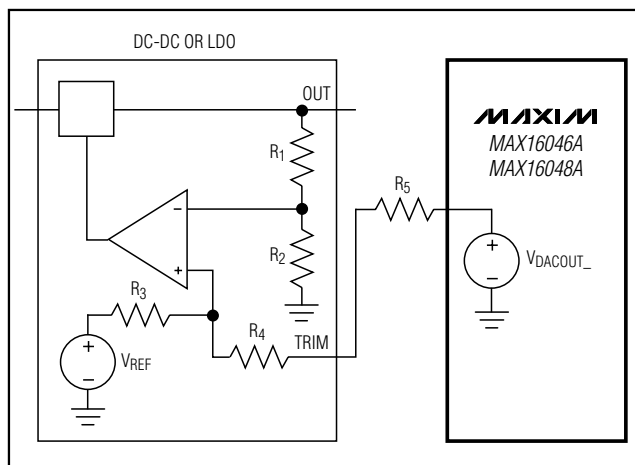 DC-DC OR LDO
OUT
MAXIM
MAX16046A
MAX16048A
R1
R5
−
R2
+
+
−
VDACOUT_
R3
R4
TRIM
+
−
VREF